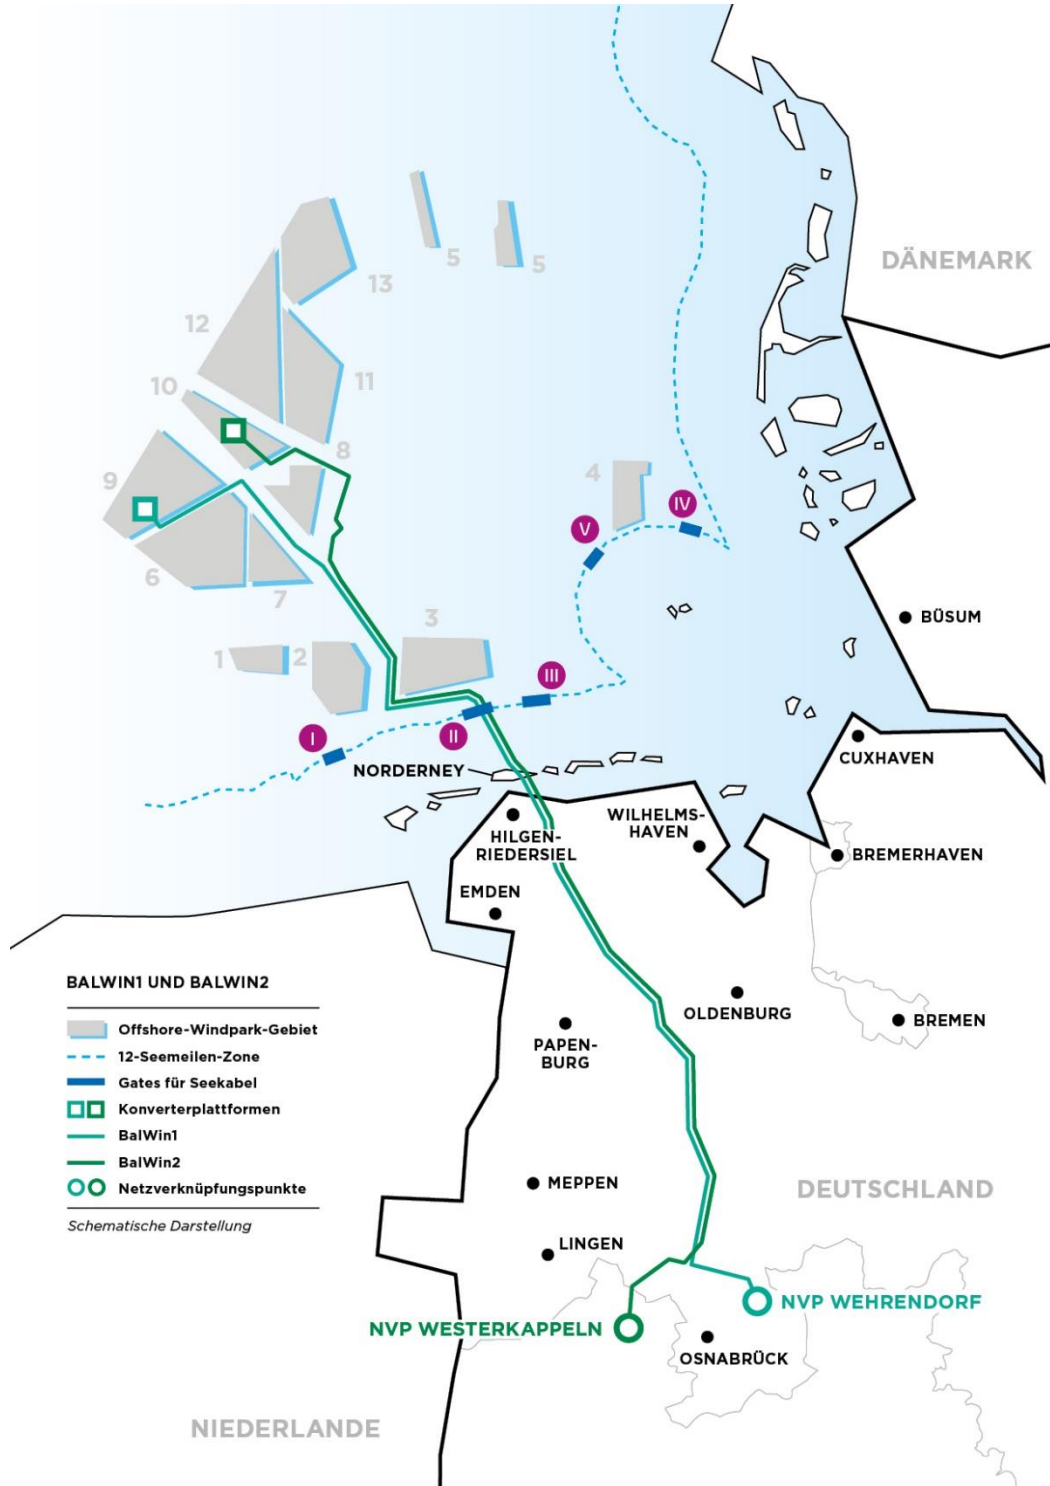 DÄNEMARK
5
5
13
12
11
10
8
9
4
IV
V
6
7
BÜSUM
3
1
2
III
I
II
CUXHAVEN
NORDERNEY
WILHELMS-
HAVEN
HILGEN-
RIEDERSIEL
BREMERHAVEN
EMDEN
BALWIN1 UND BALWIN2
Offshore-Windpark-Gebiet
12-Seemeilen-Zone
Gates für Seekabel
Konverterplattformen
BalWin1
BalWin2
Netzverknüpfungspunkte
Schematische Darstellung
OLDENBURG
BREMEN
PAPEN-
BURG
MEPPEN
DEUTSCHLAND
LINGEN
NVP WEHRENDORF
NVP WESTERKAPPELN
OSNABRÜCK
NIEDERLANDE